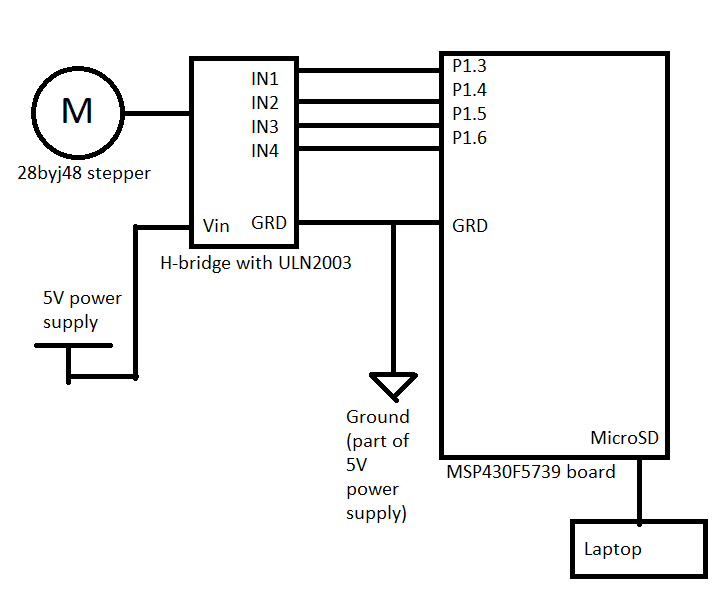 M
28byj48 stepper
IN1
IN2
IN3
IN4
Vin
GRD
H-bridge with ULN2003
5V power
supply
P1.3
P1.4
P1.5
P1.6
GRD
Ground
(part of
5V
power
supply)
MicroSD
MSP430F5739 board
Laptop